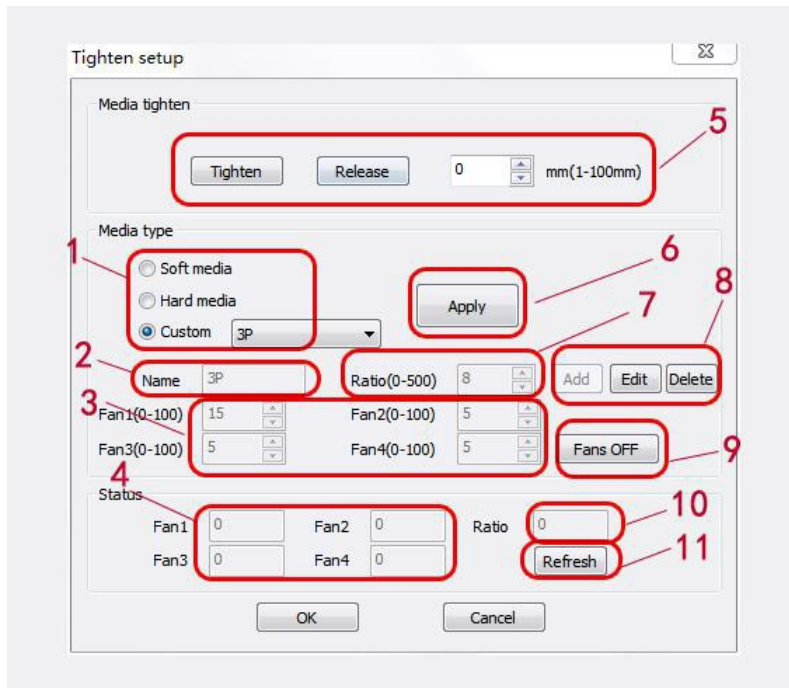 Tighten setup
Media tighten
5
Tighten Release 0 mm(1-100mm)
Media type
1
Soft media
6
Hard media
Apply
8
7
Custom 3P
2
Name 3P Ratio(0-500) 8 Add Edit Delete
3
Fan1(0-100) 15 Fan2(0-100) 5
Fan3(0-100) 5 Fan4(0-100) 5 Fans OFF 9
4
Status
10
Fan1 0 Fan2 0 Ratio 0
Fan3 0 Fan4 0 Refresh 11
OK Cancel